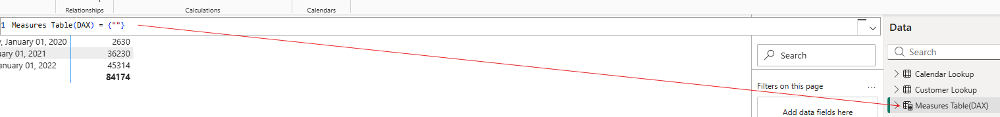 Relationships
Calculations
Calendars
1 Measures Table(DAX) = {""}
Data
y, January 01, 2020 2630
uary 01, 2021 36230
anuary 01, 2022 45314
84174
Search
Search
Filters on this page ...
Add data fields here
Calendar Lookup
Customer Lookup
Measures Table(DAX)